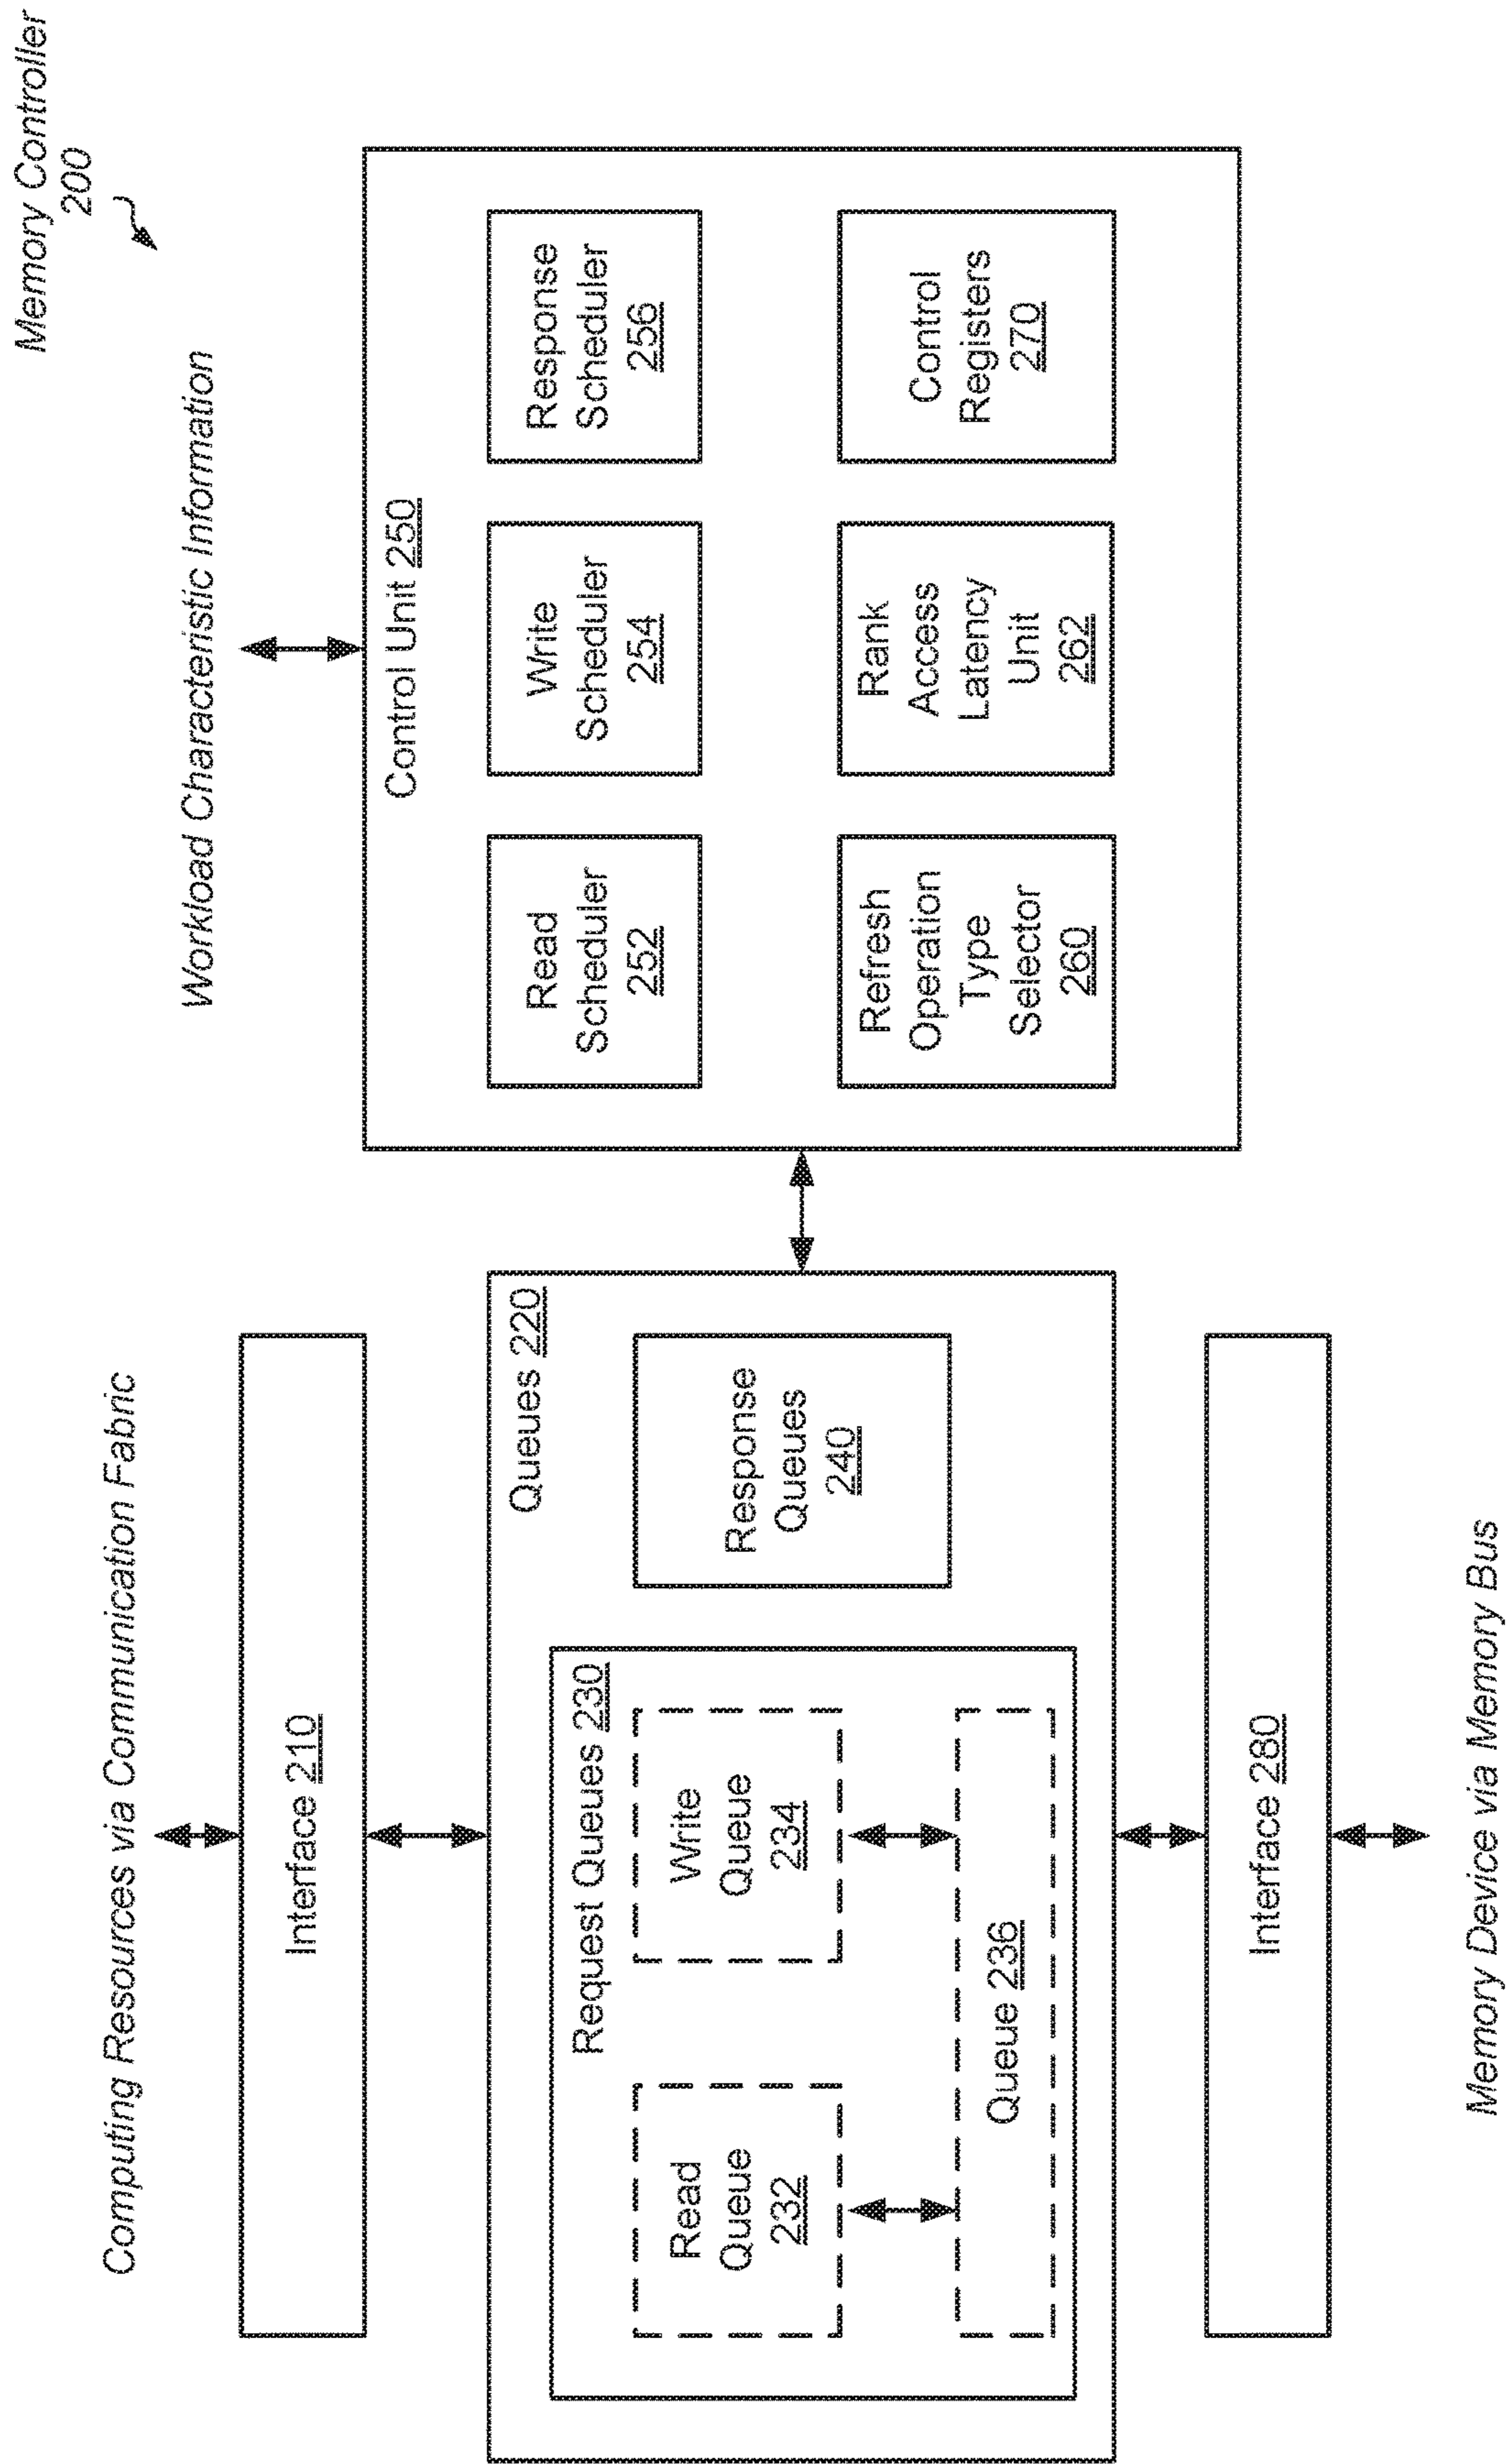 Memory Controller
200
Computing Resources via Communication Fabric
Workload Characteristic Information
Interface 210
Queues 220
Request Queues 230
Read
Queue
232
Write
Queue
234
Queue 236
Response
Queues
240
Control Unit 250
Read
Scheduler
252
Write
Scheduler
254
Response
Scheduler
256
Refresh
Operation
Type
Selector
260
Rank
Access
Latency
Unit
262
Control
Registers
270
Interface 280
Memory Device via Memory Bus